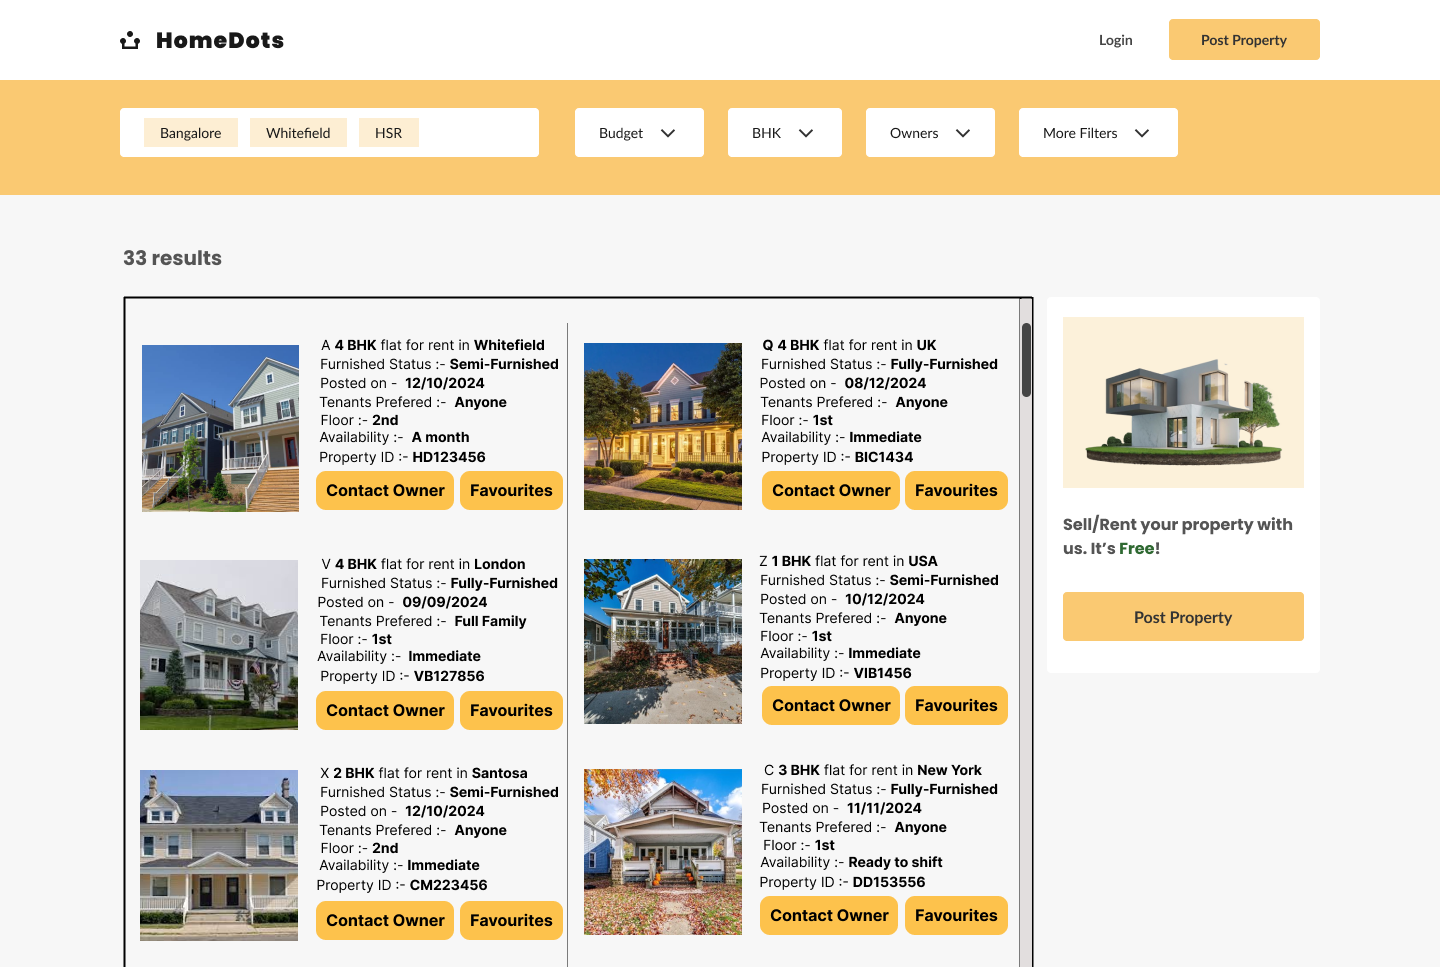 HomeDots
Login
Post Property
Bangalore
Whitefield
HSR
Budget
BHK
Owners
More Filters
33 results
A 4 BHK flat for rent in Whitefield
Furnished Status :- Semi-Furnished
Posted on - 12/10/2024
Tenants Prefered :- Anyone
Floor :- 2nd
Availability :- A month
Property ID :- HD123456
Contact Owner
Favourites
Q 4 BHK flat for rent in UK
Furnished Status :- Fully-Furnished
Posted on - 08/12/2024
Tenants Prefered :- Anyone
Floor :- 1st
Availability :- Immediate
Property ID :- BIC1434
Contact Owner
Favourites
V 4 BHK flat for rent in London
Furnished Status :- Fully-Furnished
Posted on - 09/09/2024
Tenants Prefered :- Full Family
Floor :- 1st
Availability :- Immediate
Property ID :- VB127856
Contact Owner
Favourites
Z 1 BHK flat for rent in USA
Furnished Status :- Semi-Furnished
Posted on - 10/12/2024
Tenants Prefered :- Anyone
Floor :- 1st
Availability :- Immediate
Property ID :- VIB1456
Contact Owner
Favourites
X 2 BHK flat for rent in Santosa
Furnished Status :- Semi-Furnished
Posted on - 12/10/2024
Tenants Prefered :- Anyone
Floor :- 2nd
Availability :- Immediate
Property ID :- CM223456
Contact Owner
Favourites
C 3 BHK flat for rent in New York
Furnished Status :- Fully-Furnished
Posted on - 11/11/2024
Tenants Prefered :- Anyone
Floor :- 1st
Availability :- Ready to shift
Property ID :- DD153556
Contact Owner
Favourites
Sell/Rent your property with
us. It’s Free!
Post Property